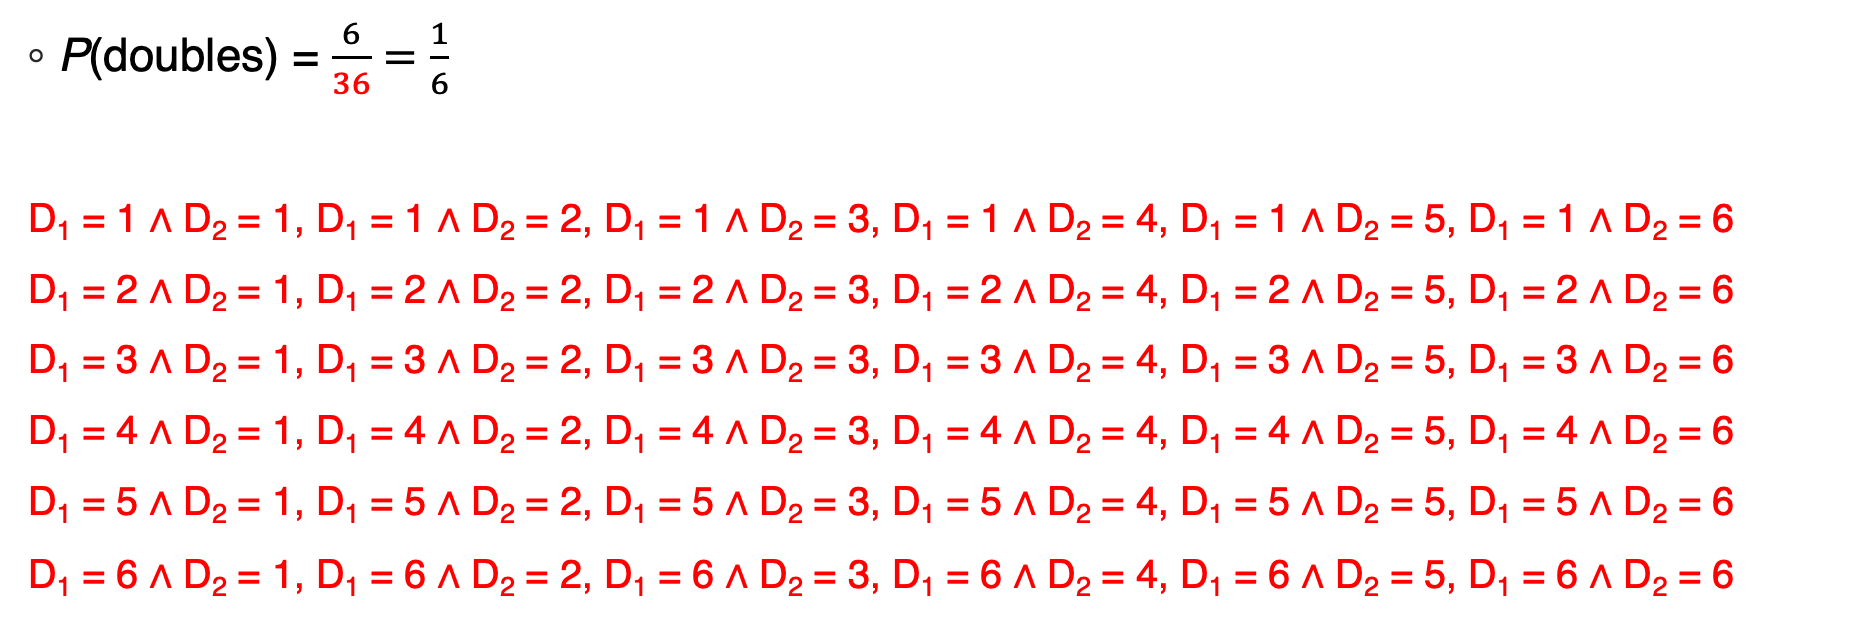 ◦ P(doubles) = 6/36 = 1/6
D₁ = 1 ∧ D₂ = 1, D₁ = 1 ∧ D₂ = 2, D₁ = 1 ∧ D₂ = 3, D₁ = 1 ∧ D₂ = 4, D₁ = 1 ∧ D₂ = 5, D₁ = 1 ∧ D₂ = 6
D₁ = 2 ∧ D₂ = 1, D₁ = 2 ∧ D₂ = 2, D₁ = 2 ∧ D₂ = 3, D₁ = 2 ∧ D₂ = 4, D₁ = 2 ∧ D₂ = 5, D₁ = 2 ∧ D₂ = 6
D₁ = 3 ∧ D₂ = 1, D₁ = 3 ∧ D₂ = 2, D₁ = 3 ∧ D₂ = 3, D₁ = 3 ∧ D₂ = 4, D₁ = 3 ∧ D₂ = 5, D₁ = 3 ∧ D₂ = 6
D₁ = 4 ∧ D₂ = 1, D₁ = 4 ∧ D₂ = 2, D₁ = 4 ∧ D₂ = 3, D₁ = 4 ∧ D₂ = 4, D₁ = 4 ∧ D₂ = 5, D₁ = 4 ∧ D₂ = 6
D₁ = 5 ∧ D₂ = 1, D₁ = 5 ∧ D₂ = 2, D₁ = 5 ∧ D₂ = 3, D₁ = 5 ∧ D₂ = 4, D₁ = 5 ∧ D₂ = 5, D₁ = 5 ∧ D₂ = 6
D₁ = 6 ∧ D₂ = 1, D₁ = 6 ∧ D₂ = 2, D₁ = 6 ∧ D₂ = 3, D₁ = 6 ∧ D₂ = 4, D₁ = 6 ∧ D₂ = 5, D₁ = 6 ∧ D₂ = 6